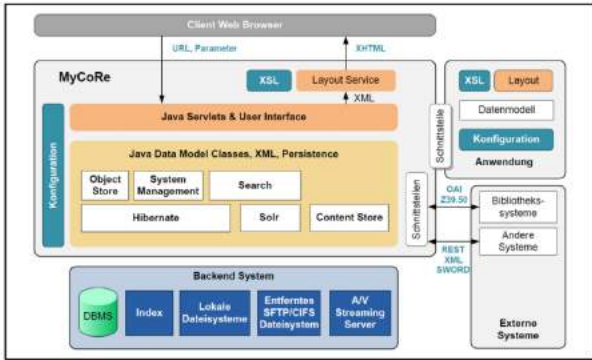 Client Web Browser
URL, Parameter
XHTML
MyCoRe
XSL
Layout Service
XML
Java Servlets & User Interface
Konfiguration
Java Data Model Classes, XML, Persistence
Object
Store
System
Management
Search
Hibernate
Solr
Content Store
Schnittstelle
Schnittstellen
XSL
Layout
Datenmodell
Konfiguration
Anwendung
OAI
Z39.50
REST
XML
SWORD
Bibliotheks-
systeme
Andere
Systeme
Externe
Systeme
Backend System
DBMS
Index
Lokale
Dateisysteme
Entferntes
SFTP/CIFS
Dateisystem
A/V
Streaming
Server